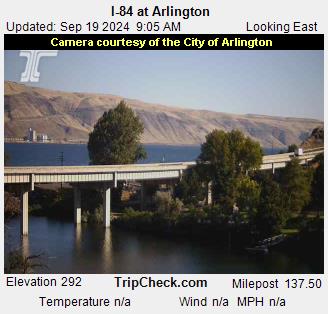 I-84 at Arlington
Updated: Sep 19 2024 9:05 AM Looking East
Camera courtesy of the City of Arlington
Elevation 292 TripCheck.com Milepost 137.50
Temperature n/a Wind n/a MPH n/a